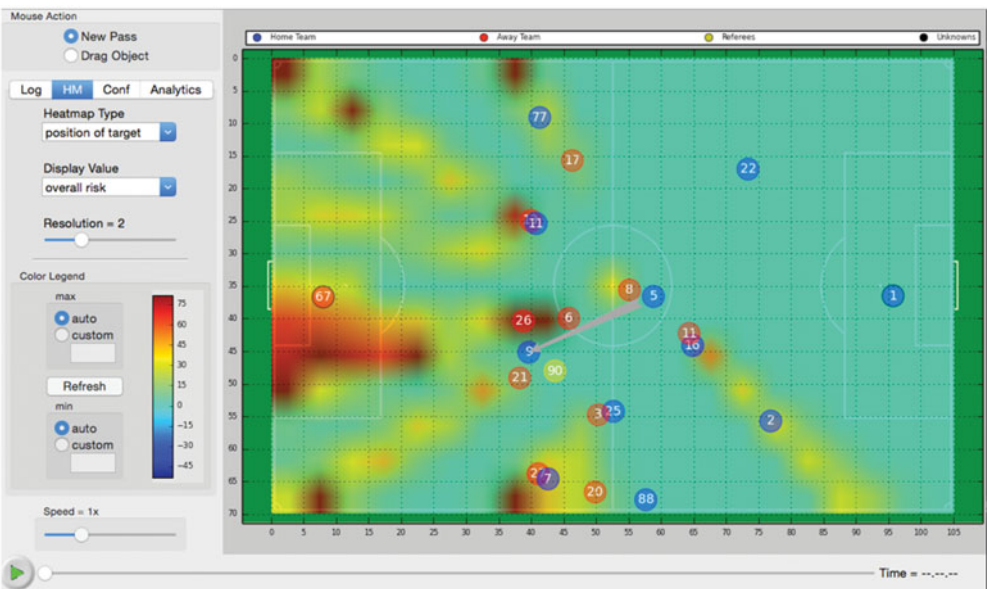 Mouse Action
New Pass
Drag Object
Log HM Conf Analytics
Heatmap Type
position of target
Display Value
overall risk
Resolution = 2
Color Legend
max
auto
custom
Refresh
min
auto
custom
75
60
45
30
15
0
−15
−30
−45
Speed = 1x
Home Team Away Team Referees Unknowns
0
5
10
15
20
25
30
35
40
45
50
55
60
65
70
77
17
22
11
67
8
5
1
26
6
11
16
9
90
21
3 25
2
7
20
88
0 5 10 15 20 25 30 35 40 45 50 55 60 65 70 75 80 85 90 95 100 105
Time = --.--.--